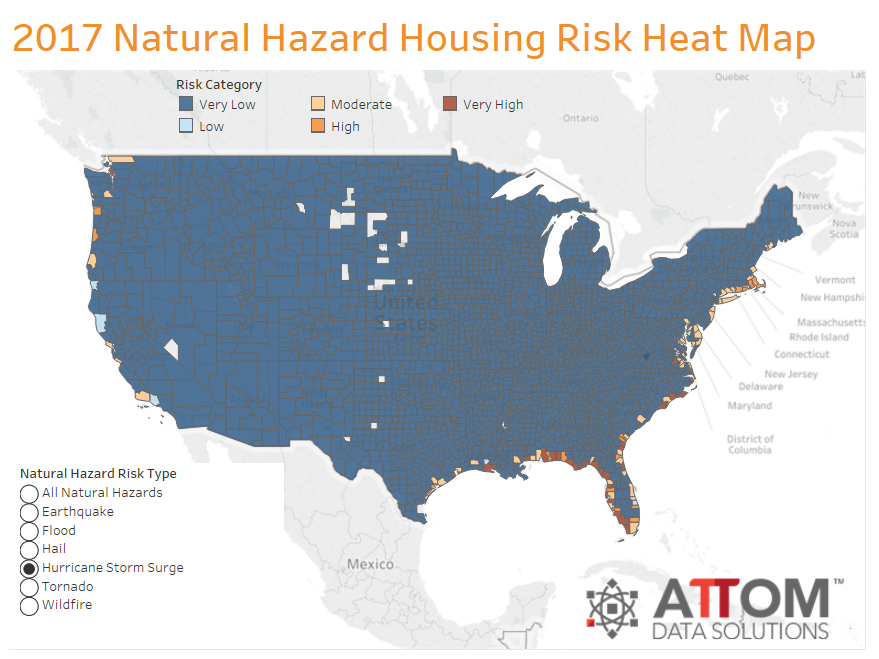 2017 Natural Hazard Housing Risk Heat Map
Risk Category
Very Low
Moderate
Very High
Low
High
Quebec
Ontario
New
Nova
Scotia
United
States
Vermont
New Hampshi
Massachusetts
Rhode Island
Connecticut
New Jersey
Delaware
Maryland
District of
Columbia
Mexico
Natural Hazard Risk Type
All Natural Hazards
Earthquake
Flood
Hail
Hurricane Storm Surge
Tornado
Wildfire
ATTOM™
DATA SOLUTIONS